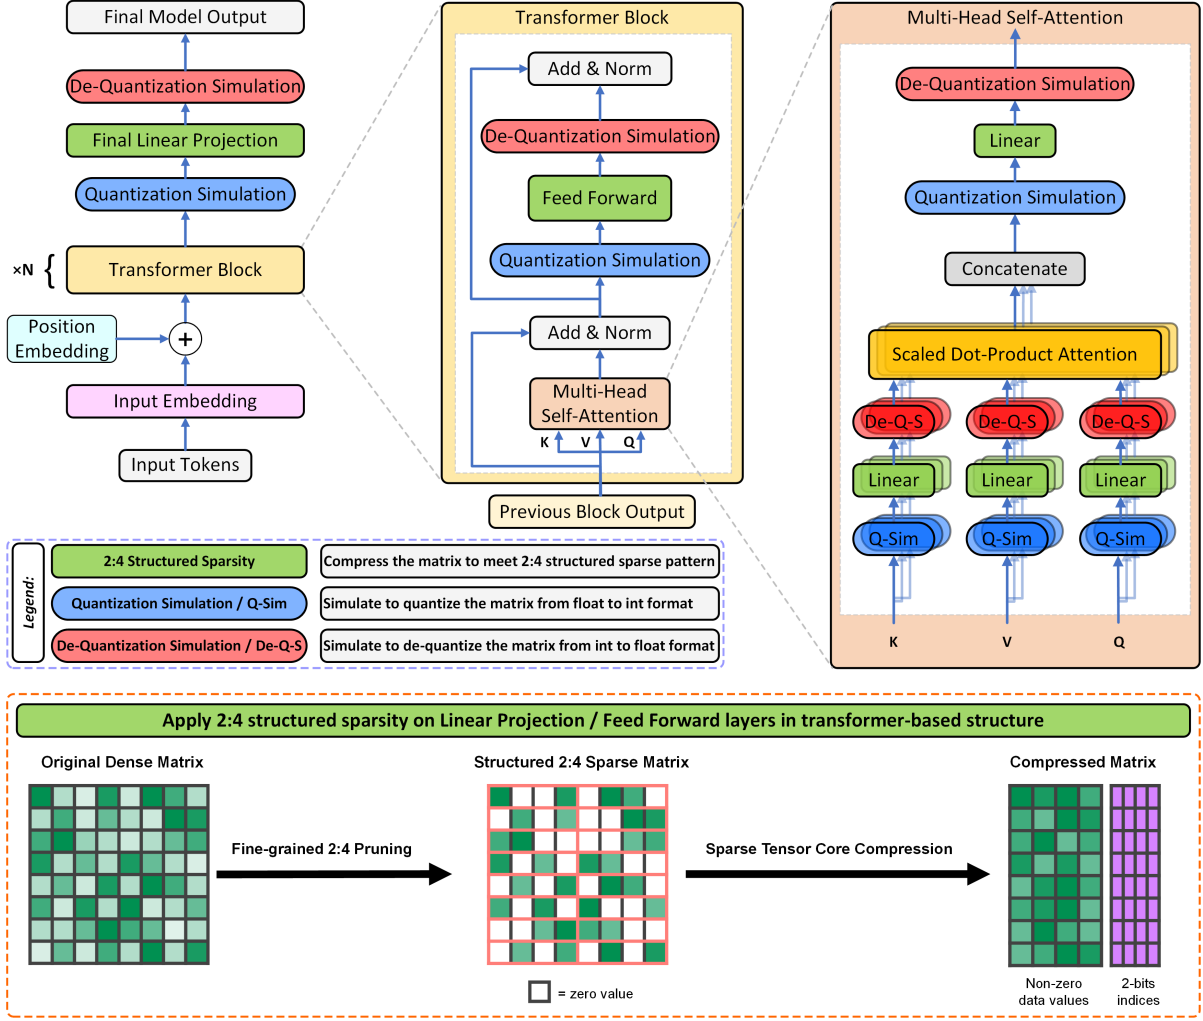 Final Model Output
De-Quantization Simulation
Final Linear Projection
Quantization Simulation
×N {
Transformer Block
Position
Embedding
+
Input Embedding
Input Tokens
Transformer Block
Add & Norm
De-Quantization Simulation
Feed Forward
Quantization Simulation
Add & Norm
Multi-Head
Self-Attention
K V Q
Previous Block Output
Multi-Head Self-Attention
De-Quantization Simulation
Linear
Quantization Simulation
Concatenate
Scaled Dot-Product Attention
De-Q-S De-Q-S De-Q-S
Linear Linear Linear
Q-Sim Q-Sim Q-Sim
K V Q
Legend:
2:4 Structured Sparsity
Compress the matrix to meet 2:4 structured sparse pattern
Quantization Simulation / Q-Sim
Simulate to quantize the matrix from float to int format
De-Quantization Simulation / De-Q-S
Simulate to de-quantize the matrix from int to float format
Apply 2:4 structured sparsity on Linear Projection / Feed Forward layers in transformer-based structure
Original Dense Matrix
Structured 2:4 Sparse Matrix
Compressed Matrix
Fine-grained 2:4 Pruning
Sparse Tensor Core Compression
= zero value
Non-zero
data values
2-bits
indices